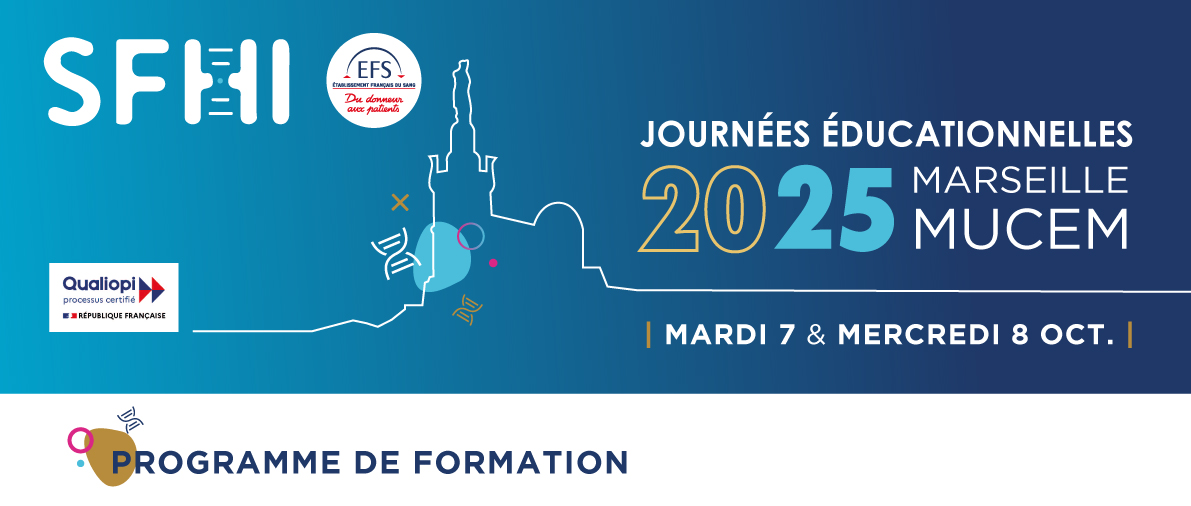 SFHI
EFS
ÉTABLISSEMENT FRANÇAIS DU SANG
Du donneur
aux patients
JOURNÉES ÉDUCATIONNELLES
2025
MARSEILLE
MUCEM
Qualiopi
processus certifié
RÉPUBLIQUE FRANÇAISE
| MARDI 7 & MERCREDI 8 OCT. |
PROGRAMME DE FORMATION